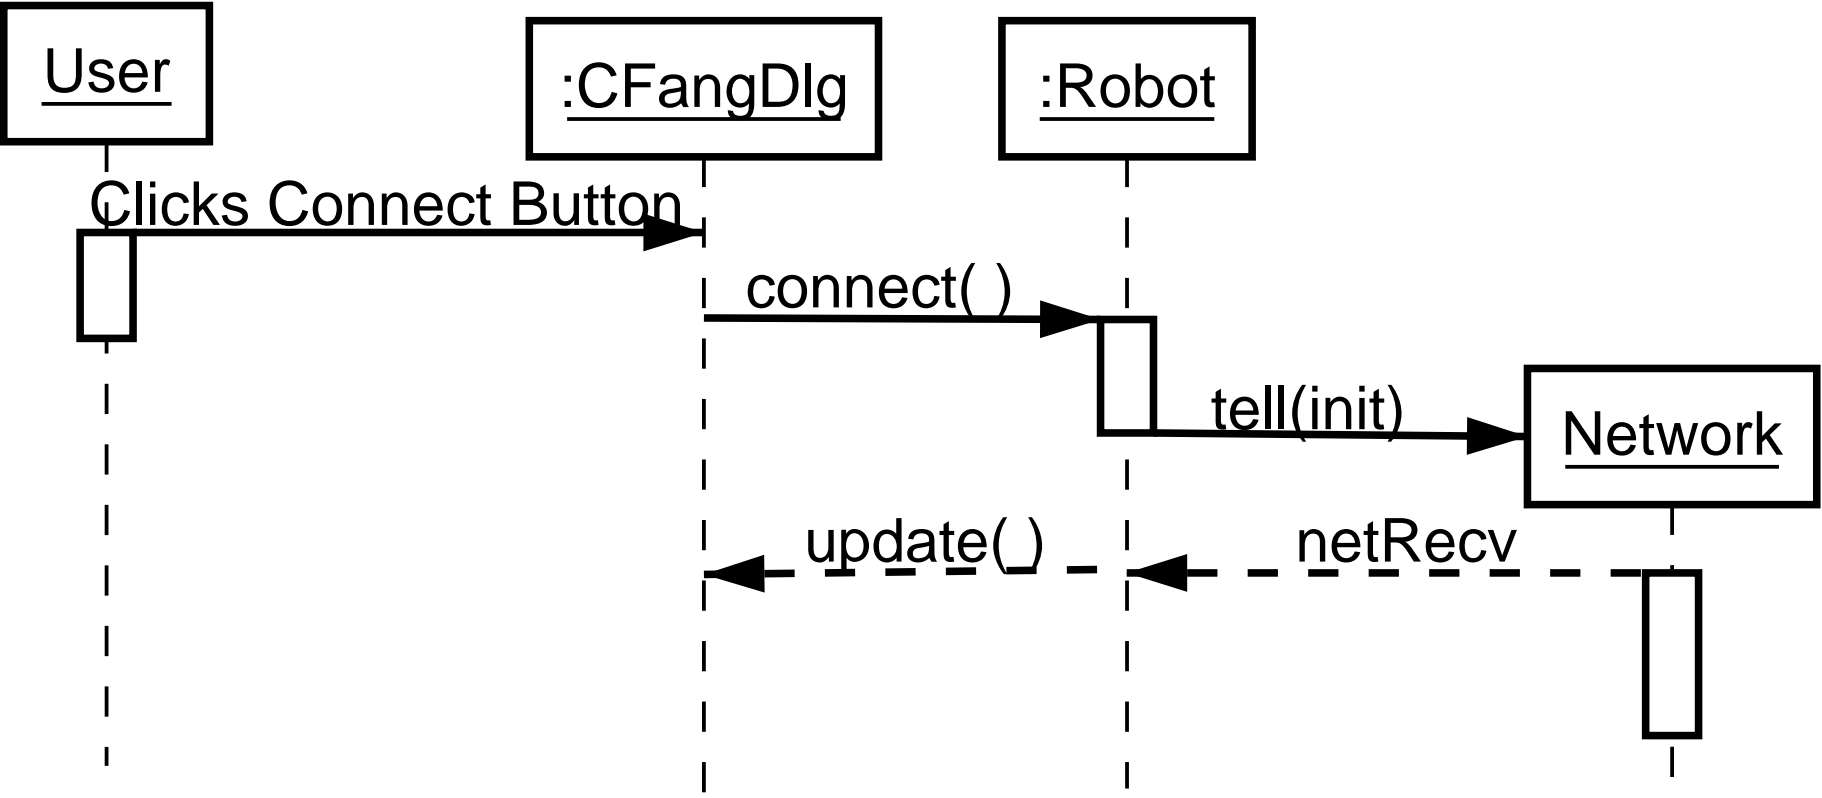 User
:CFangDlg
:Robot
Clicks Connect Button
connect( )
tell(init)
Network
update( )
netRecv